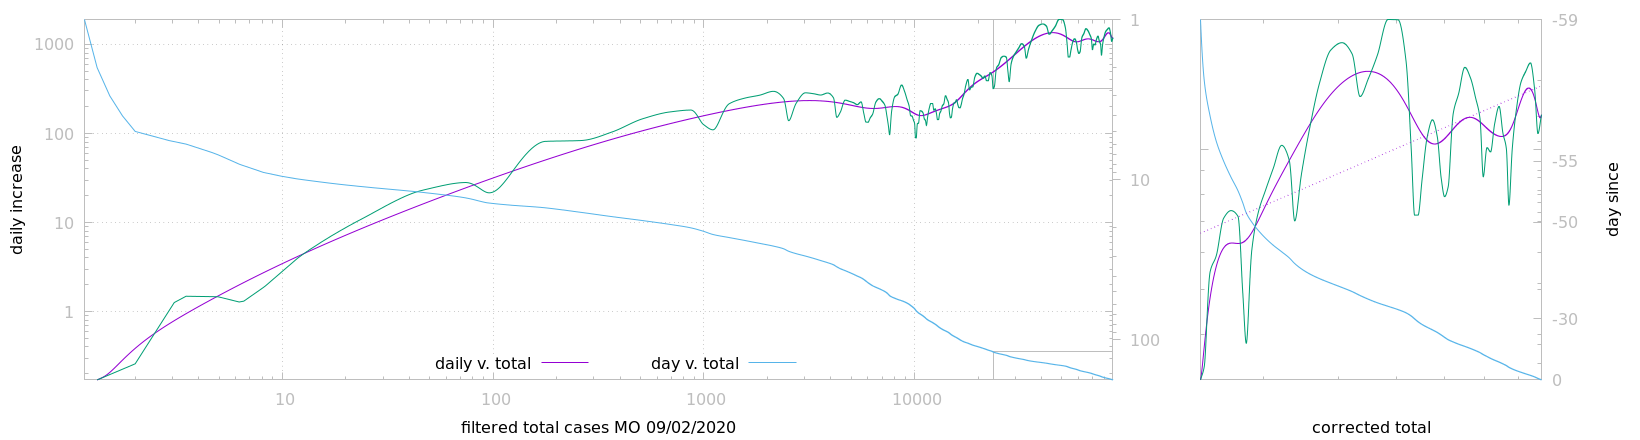 1000
100
10
1
daily increase
10
100
1000
10000
filtered total cases MO 09/02/2020
daily v. total
day v. total
1
10
100
-59
-55
-50
-30
0
day since
corrected total